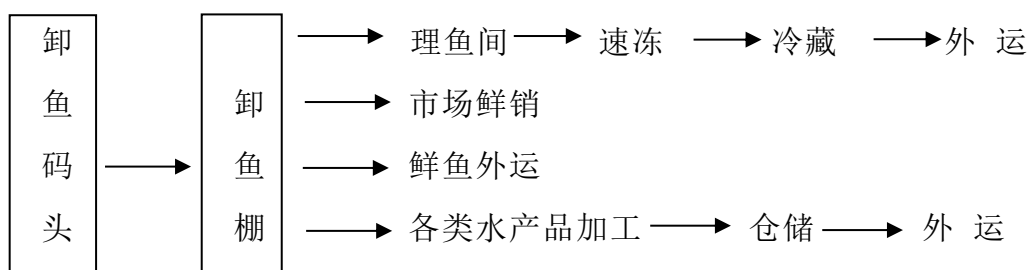 卸鱼码头
卸鱼棚
理鱼间 速冻 冷藏 外 运
市场鲜销
鲜鱼外运
各类水产品加工 仓储 外 运